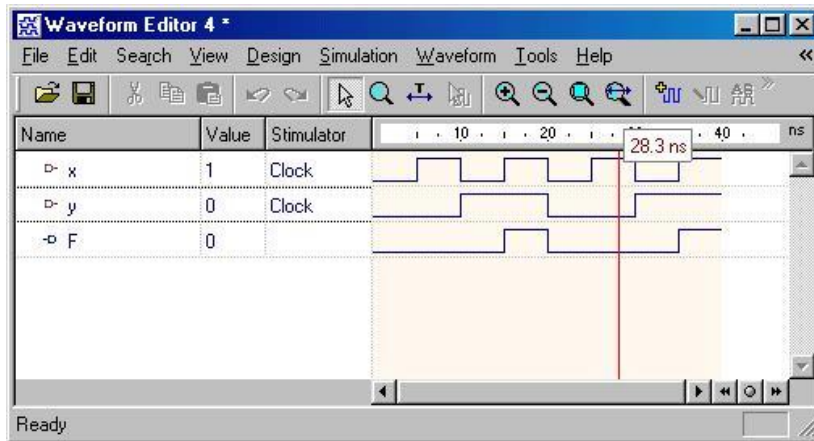 Waveform Editor 4 *
File Edit Search View Design Simulation Waveform Tools Help
Name Value Stimulator 10 20 40 ns
28.3 ns
x 1 Clock
y 0 Clock
F 0
Ready